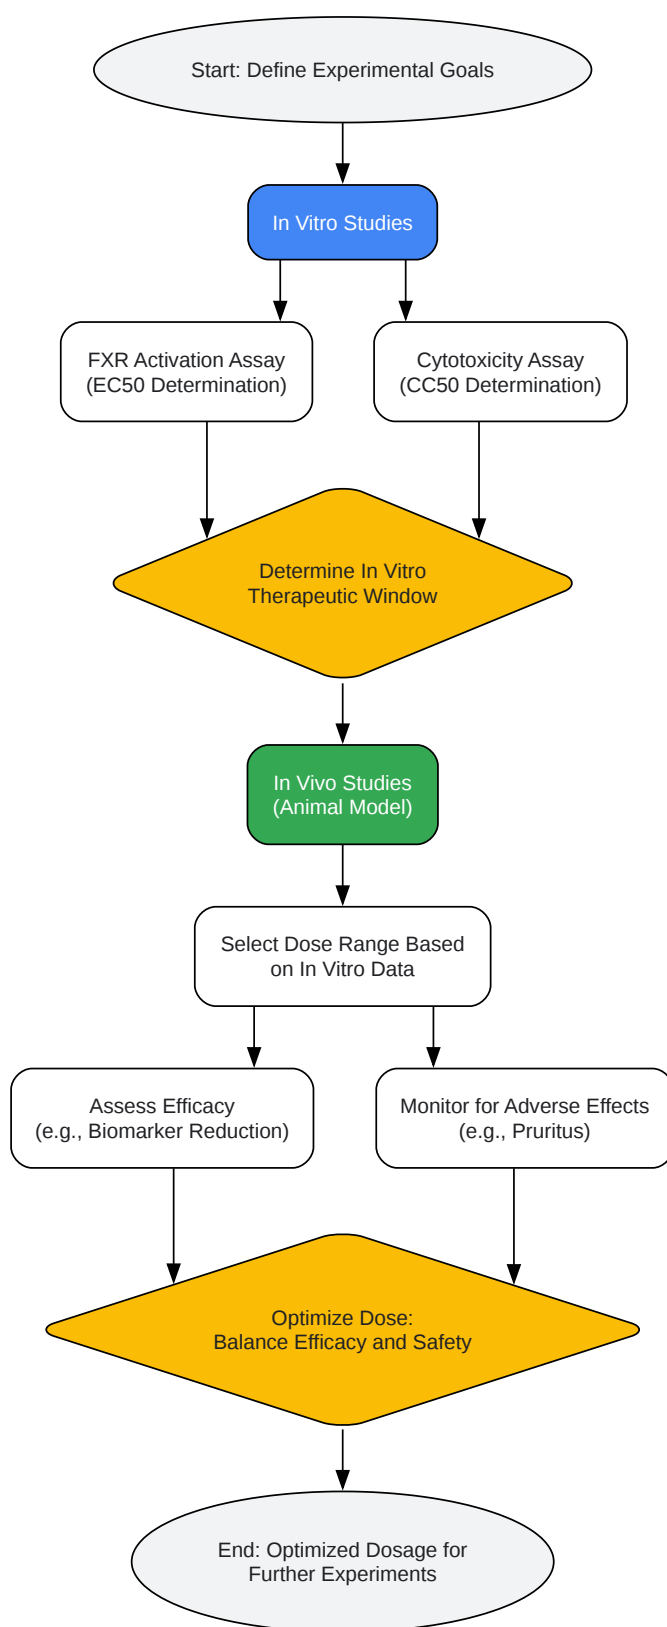 Start: Define Experimental Goals
In Vitro Studies
FXR Activation Assay
(EC50 Determination)
Cytotoxicity Assay
(CC50 Determination)
Determine In Vitro
Therapeutic Window
In Vivo Studies
(Animal Model)
Select Dose Range Based
on In Vitro Data
Assess Efficacy
(e.g., Biomarker Reduction)
Monitor for Adverse Effects
(e.g., Pruritus)
Optimize Dose:
Balance Efficacy and Safety
End: Optimized Dosage for
Further Experiments